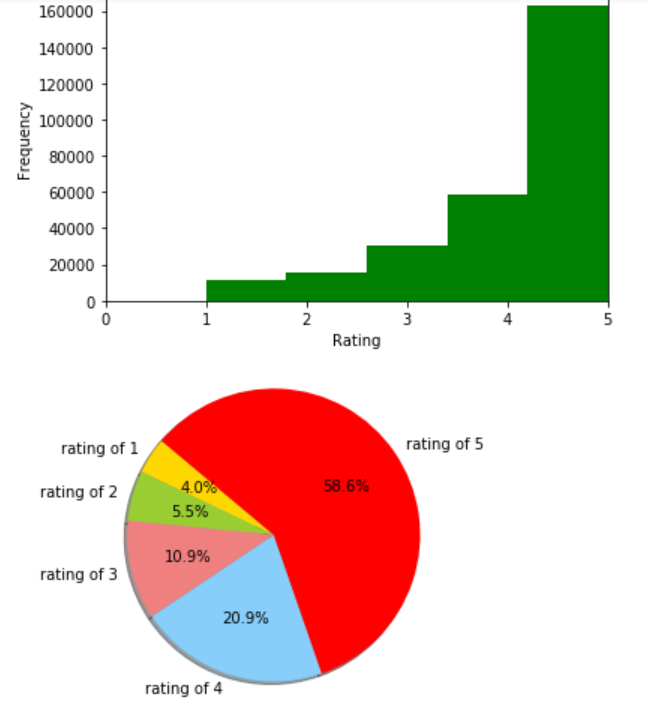 160000
140000
120000
100000
80000
60000
40000
20000
0
Frequency
0 1 2 3 4 5
Rating
rating of 5
rating of 1
58.6%
4.0%
rating of 2
5.5%
10.9%
rating of 3
20.9%
rating of 4